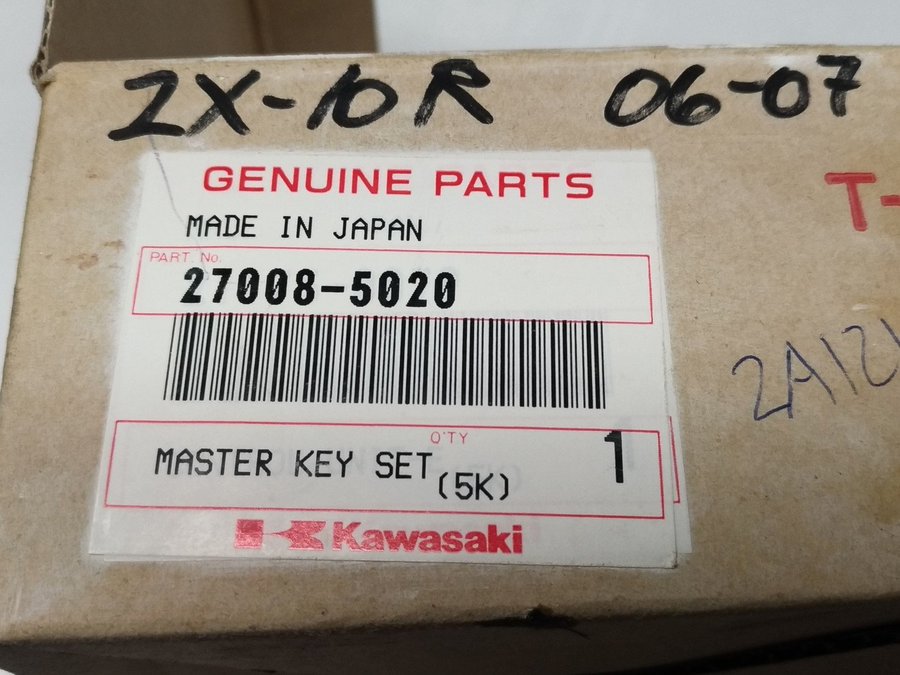 ZX-10R 06-07
GENUINE PARTS
MADE IN JAPAN
PART. No.
27008-5020
Q'TY
1
MASTER KEY SET (5K)
Kawasaki
T-